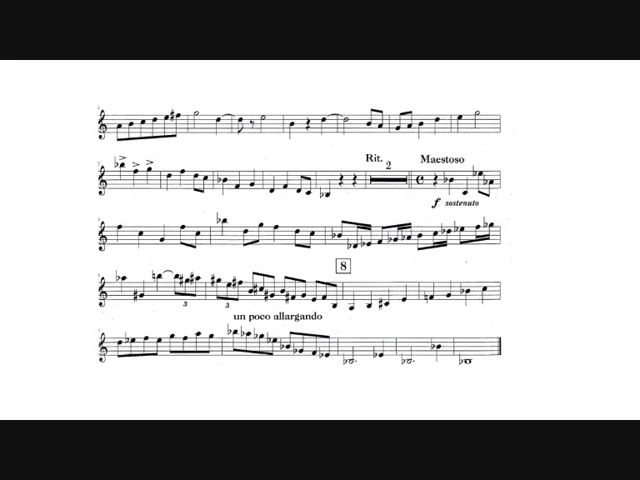 Rit.
2
Maestoso
f sostenuto
8
3
3
un poco allargando